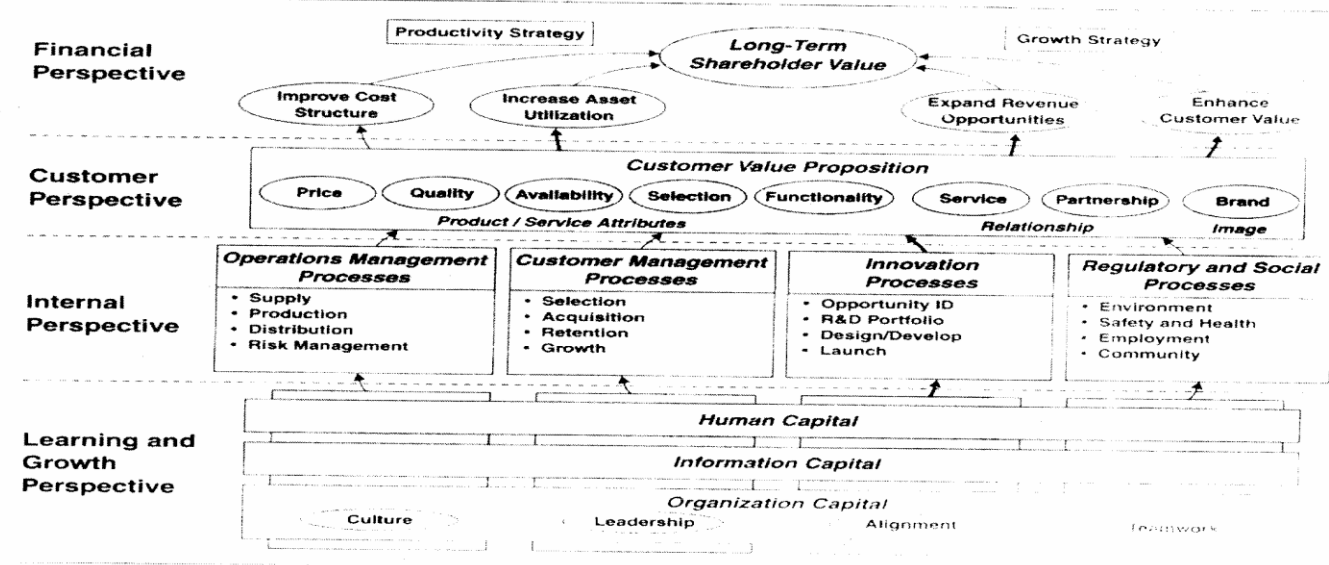 Financial
Perspective
Productivity Strategy
Long-Term
Shareholder Value
Growth Strategy
Improve Cost
Structure
Increase Asset
Utilization
Expand Revenue
Opportunities
Enhance
Customer Value
Customer
Perspective
Customer Value Proposition
Price
Quality
Availability
Selection
Functionality
Service
Partnership
Brand
Product / Service Attributes
Relationship
Image
Internal
Perspective
Operations Management
Processes
• Supply
• Production
• Distribution
• Risk Management
Customer Management
Processes
• Selection
• Acquisition
• Retention
• Growth
Innovation
Processes
• Opportunity ID
• R&D Portfolio
• Design/Develop
• Launch
Regulatory and Social
Processes
• Environment
• Safety and Health
• Employment
• Community
Learning and
Growth
Perspective
Human Capital
Information Capital
Organization Capital
Culture
Leadership
Alignment
Teamwork